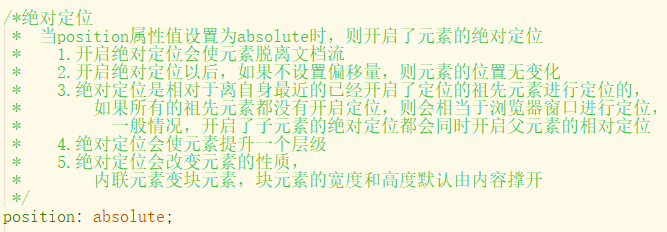 /*绝对定位
 *  当position属性值设置为absolute时，则开启了元素的绝对定位
 *    1.开启绝对定位会使元素脱离文档流
 *    2.开启绝对定位以后，如果不设置偏移量，则元素的位置无变化
 *    3.绝对定位是相对于离自身最近的已经开启了定位的祖先元素进行定位的，
 *        如果所有的祖先元素都没有开启定位，则会相当于浏览器窗口进行定位，
 *          一般情况，开启了子元素的绝对定位都会同时开启父元素的相对定位
 *    4.绝对定位会使元素提升一个层级
 *    5.绝对定位会改变元素的性质，
 *        内联元素变块元素，块元素的宽度和高度默认由内容撑开
 */
position: absolute;